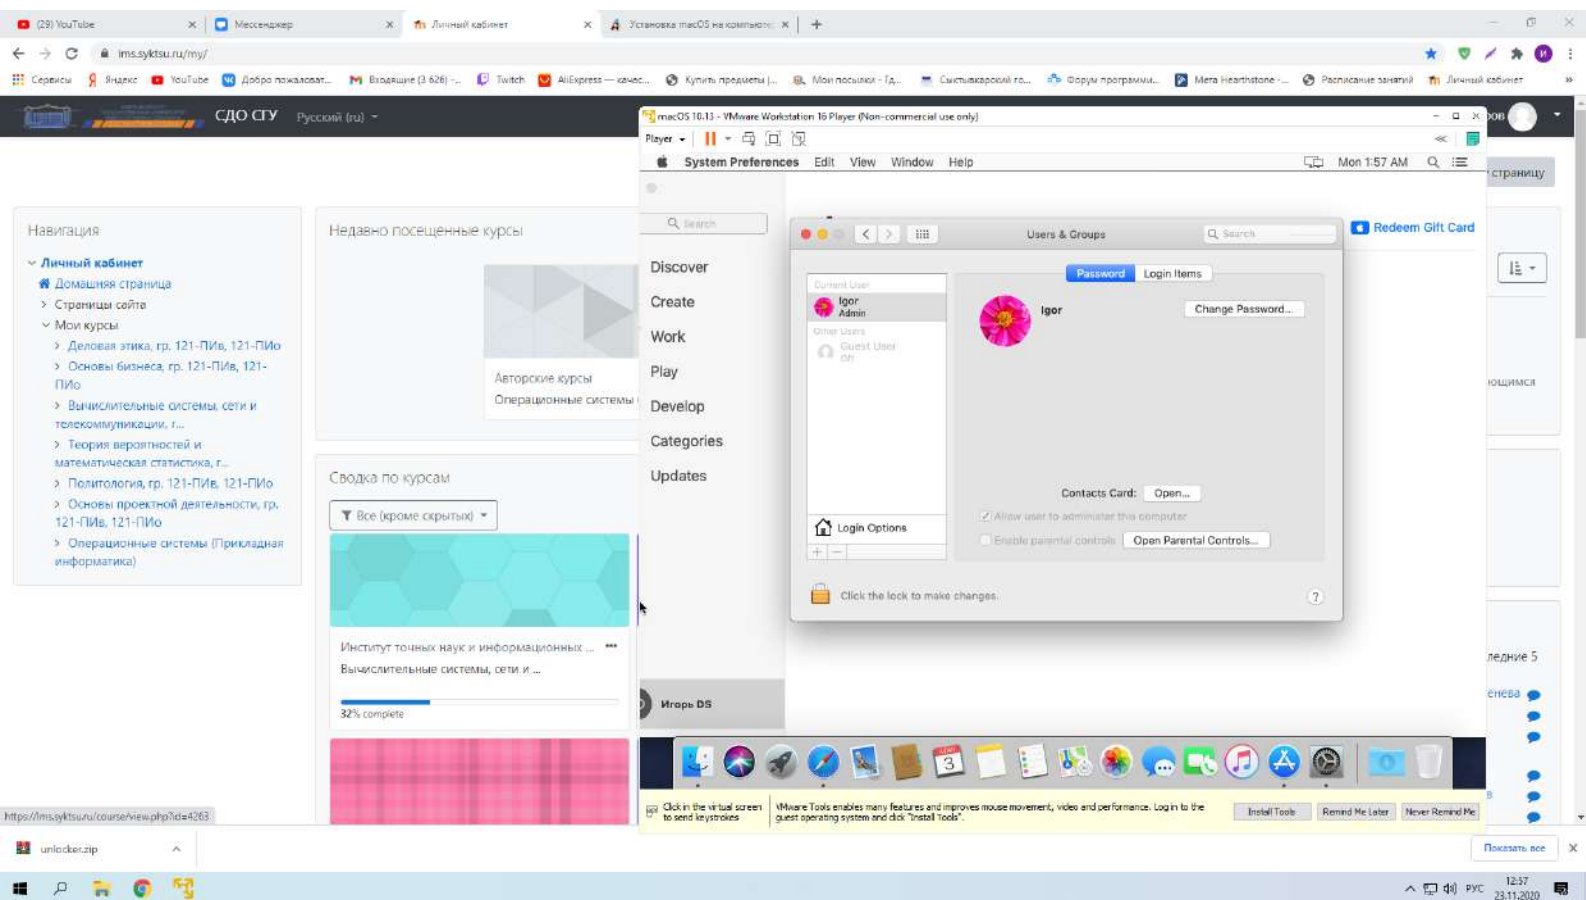 (29) YouTube
Мессенджер
Личный кабинет
Установка macOS на компьютер
lms.syktsu.ru/my/
Сервисы
Яндекс
YouTube
Добро пожаловат...
Входящие (3 626) -...
Twitch
AliExpress — качес...
Купить предметы (...
Мои посылки - Гд...
Сыктывкарский го...
Форум программи...
Мета Hearthstone -...
Расписание занятий
Личный кабинет
СДО СГУ
Русский (ru)
ров
macOS 10.13 - VMware Workstation 16 Player (Non-commercial use only)
Player
System Preferences Edit View Window Help
Mon 1:57 AM
страницу
Навигация
Личный кабинет
Домашняя страница
Страницы сайта
Мои курсы
Деловая этика, гр. 121-ПИв, 121-ПИо
Основы бизнеса, гр. 121-ПИв, 121-
ПИо
Вычислительные системы, сети и
телекоммуникации, г...
Теория вероятностей и
математическая статистика, г...
Политология, гр. 121-ПИв, 121-ПИо
Основы проектной деятельности, гр.
121-ПИв, 121-ПИо
Операционные системы (Прикладная
информатика)
Недавно посещенные курсы
Авторские курсы
Операционные системы
Сводка по курсам
Все (кроме скрытых)
Институт точных наук и информационных ...
Вычислительные системы, сети и ...
32% complete
Search
Discover
Create
Work
Play
Develop
Categories
Updates
Игорь DS
Redeem Gift Card
Users & Groups
Search
Password
Login Items
Current User
Igor
Admin
Other Users
Guest User
Off
Login Options
Igor
Change Password...
Contacts Card:
Open...
Allow user to administer this computer
Enable parental controls
Open Parental Controls...
Click the lock to make changes.
?
ющимся
ледние 5
енева
3
Click in the virtual screen
to send keystrokes
VMware Tools enables many features and improves mouse movement, video and performance. Log in to the
guest operating system and click "Install Tools".
Install Tools
Remind Me Later
Never Remind Me
https://lms.syktsu.ru/course/view.php?id=4263
unlocker.zip
Показать все
РУС
12:57
23.11.2020